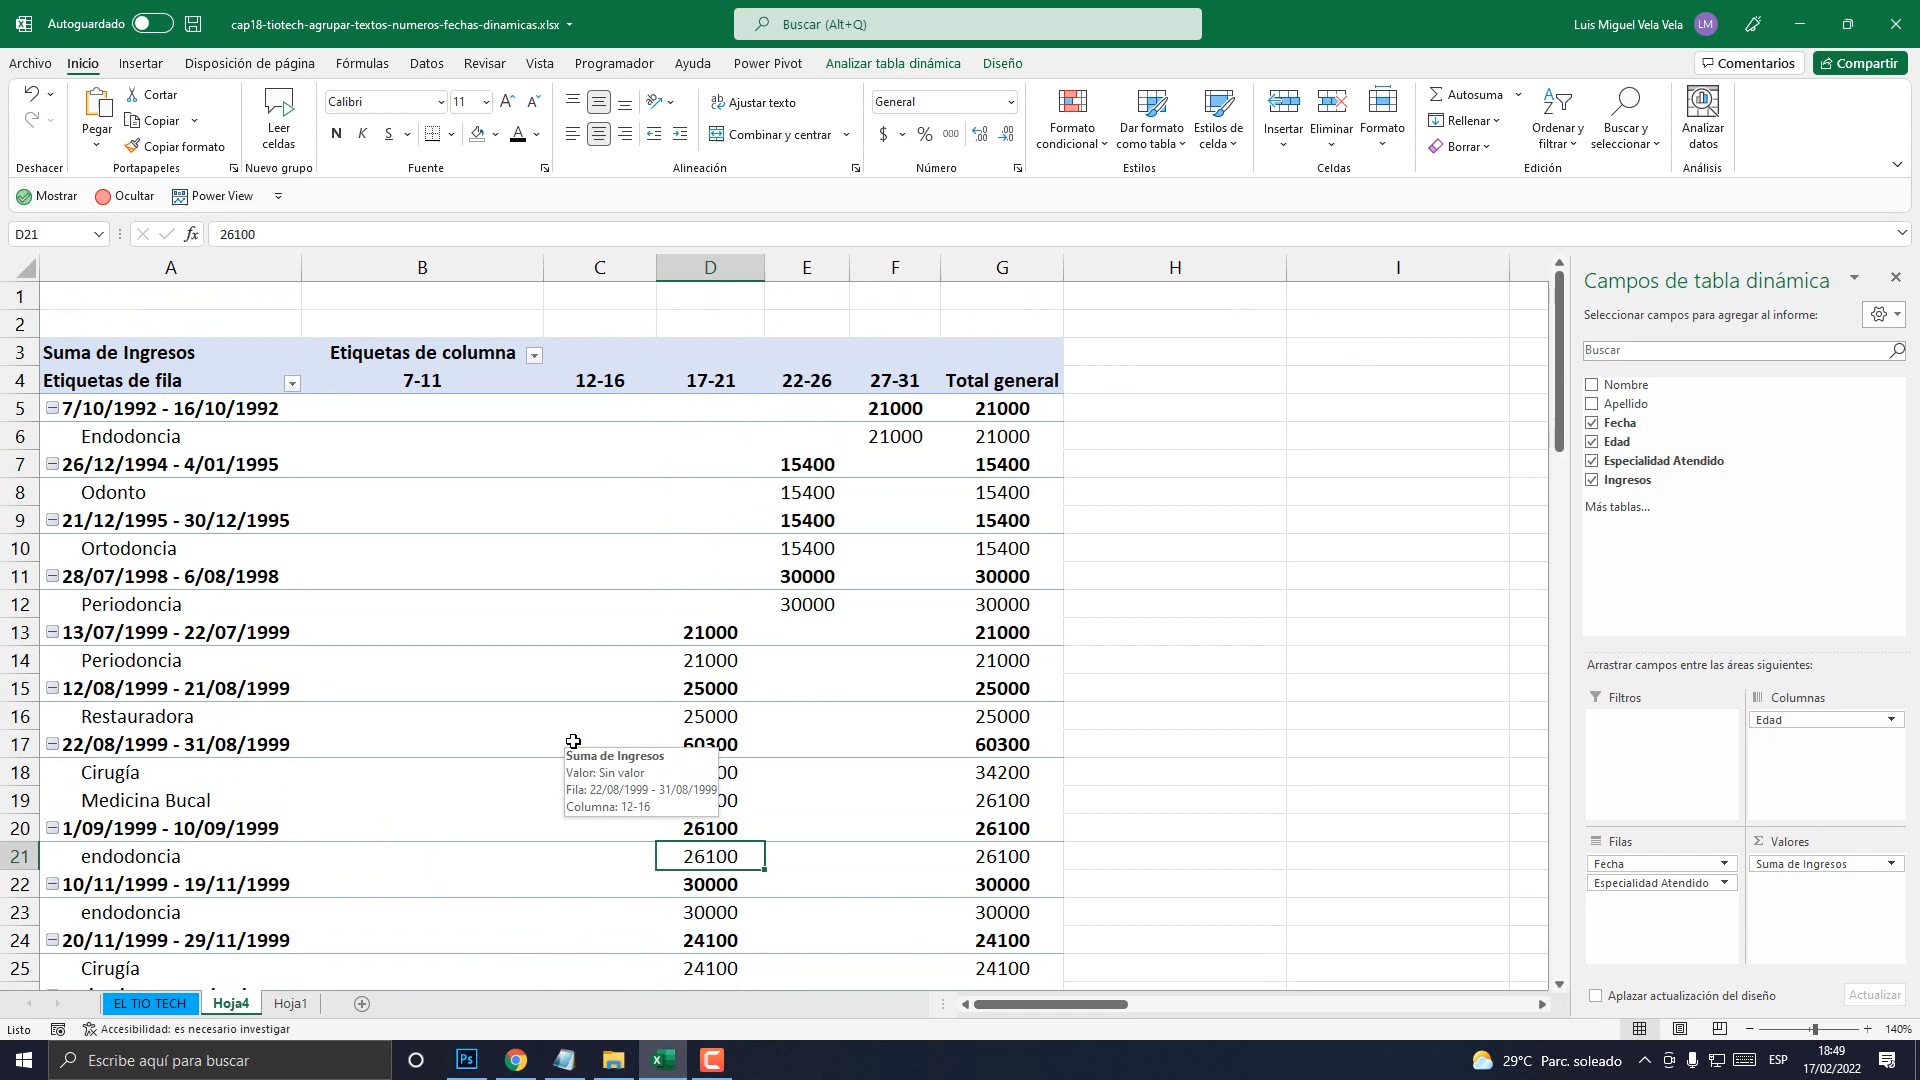 Autoguardado
cap18-tiotech-agrupar-textos-numeros-fechas-dinamicas.xlsx
Buscar (Alt+Q)
Luis Miguel Vela Vela LM
Archivo Inicio Insertar Disposición de página Fórmulas Datos Revisar Vista Programador Ayuda Power Pivot Analizar tabla dinámica Diseño Comentarios Compartir
Deshacer
Pegar
Cortar
Copiar
Copiar formato
Portapapeles
Leer celdas
Nuevo grupo
Calibri 11
N K S A
Fuente
Ajustar texto
Combinar y centrar
Alineación
General
$ % 000
Número
Formato condicional
Dar formato como tabla
Estilos de celda
Estilos
Insertar Eliminar Formato
Celdas
Autosuma
Rellenar
Borrar
Ordenar y filtrar
Buscar y seleccionar
Edición
Analizar datos
Análisis
Mostrar Ocultar Power View
D21 fx 26100
A B C D E F G H I
1
2
3 Suma de Ingresos Etiquetas de columna
4 Etiquetas de fila 7-11 12-16 17-21 22-26 27-31 Total general
5 7/10/1992 - 16/10/1992 21000 21000
6 Endodoncia 21000 21000
7 26/12/1994 - 4/01/1995 15400 15400
8 Odonto 15400 15400
9 21/12/1995 - 30/12/1995 15400 15400
10 Ortodoncia 15400 15400
11 28/07/1998 - 6/08/1998 30000 30000
12 Periodoncia 30000 30000
13 13/07/1999 - 22/07/1999 21000 21000
14 Periodoncia 21000 21000
15 12/08/1999 - 21/08/1999 25000 25000
16 Restauradora 25000 25000
17 22/08/1999 - 31/08/1999 60300 60300
18 Cirugía 34200
19 Medicina Bucal 26100
Suma de Ingresos
Valor: Sin valor
Fila: 22/08/1999 - 31/08/1999
Columna: 12-16
20 1/09/1999 - 10/09/1999 26100 26100
21 endodoncia 26100 26100
22 10/11/1999 - 19/11/1999 30000 30000
23 endodoncia 30000 30000
24 20/11/1999 - 29/11/1999 24100 24100
25 Cirugía 24100 24100
Campos de tabla dinámica
Seleccionar campos para agregar al informe:
Buscar
Nombre
Apellido
Fecha
Edad
Especialidad Atendido
Ingresos
Más tablas...
Arrastrar campos entre las áreas siguientes:
Filtros
Columnas
Edad
Filas
Fecha
Especialidad Atendido
Valores
Suma de Ingresos
Aplazar actualización del diseño Actualizar
EL TIO TECH Hoja4 Hoja1
Listo Accesibilidad: es necesario investigar 140%
Escribe aquí para buscar
Ps
29°C Parc. soleado
ESP
18:49
17/02/2022